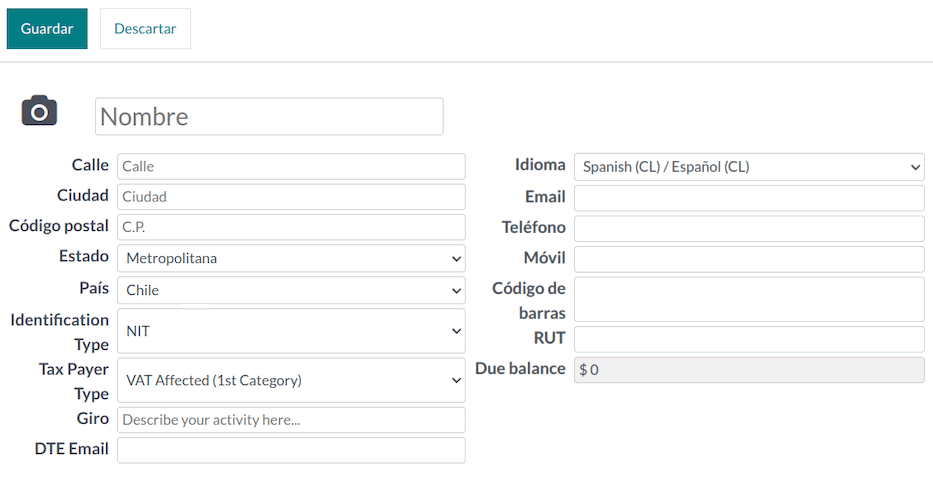 Guardar Descartar
Nombre
Calle Calle
Ciudad Ciudad
Código postal C.P.
Estado Metropolitana
País Chile
Identification
Type NIT
Tax Payer
Type VAT Affected (1st Category)
Giro Describe your activity here...
DTE Email
Idioma Spanish (CL) / Español (CL)
Email
Teléfono
Móvil
Código de
barras
RUT
Due balance $ 0